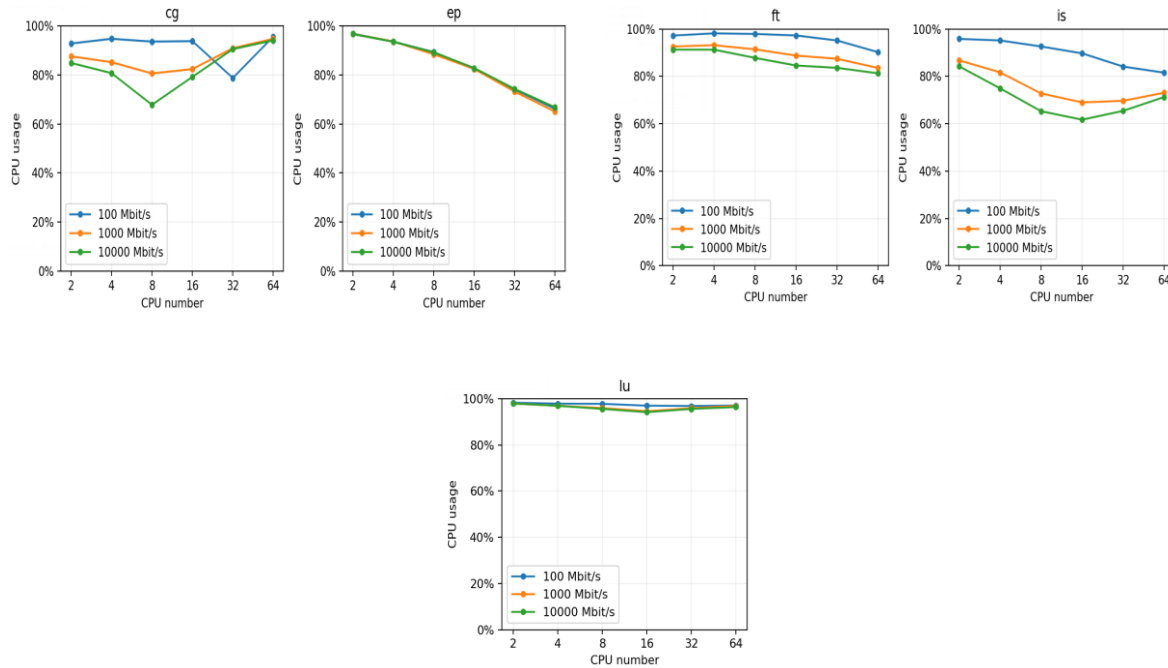 cg
100%
80%
60%
40%
20%
0%
CPU usage
100 Mbit/s
1000 Mbit/s
10000 Mbit/s
2 4 8 16 32 64
CPU number
ep
100%
80%
60%
40%
20%
0%
CPU usage
100 Mbit/s
1000 Mbit/s
10000 Mbit/s
2 4 8 16 32 64
CPU number
ft
100%
80%
60%
40%
20%
0%
CPU usage
100 Mbit/s
1000 Mbit/s
10000 Mbit/s
2 4 8 16 32 64
CPU number
is
100%
80%
60%
40%
20%
0%
CPU usage
100 Mbit/s
1000 Mbit/s
10000 Mbit/s
2 4 8 16 32 64
CPU number
lu
100%
80%
60%
40%
20%
0%
CPU usage
100 Mbit/s
1000 Mbit/s
10000 Mbit/s
2 4 8 16 32 64
CPU number